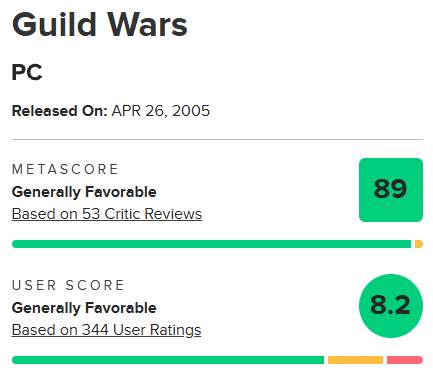 Guild Wars
PC
Released On: APR 26, 2005
METASCORE
Generally Favorable
Based on 53 Critic Reviews
89
USER SCORE
Generally Favorable
Based on 344 User Ratings
8.2